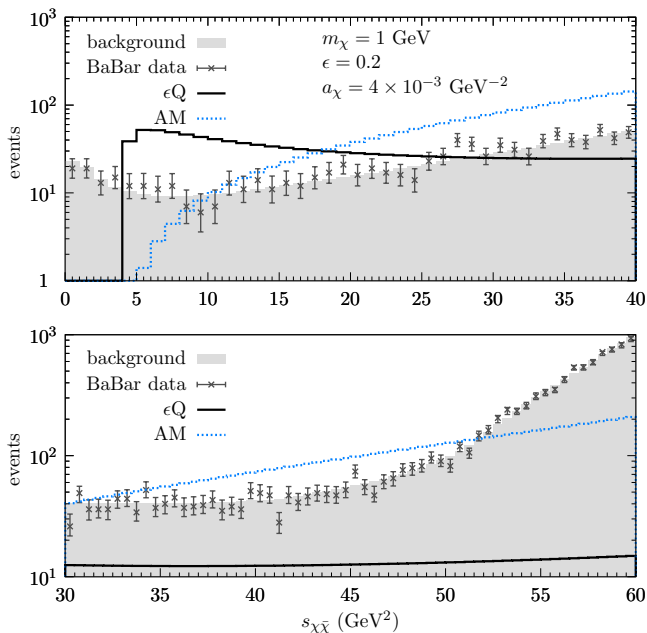 10³
10²
10
1
events
background
BaBar data
ϵQ
AM
m_χ = 1 GeV
ϵ = 0.2
a_χ = 4 × 10⁻³ GeV⁻²
0 5 10 15 20 25 30 35 40
10³
10²
10¹
events
background
BaBar data
ϵQ
AM
30 35 40 45 50 55 60
s_χχ̄ (GeV²)